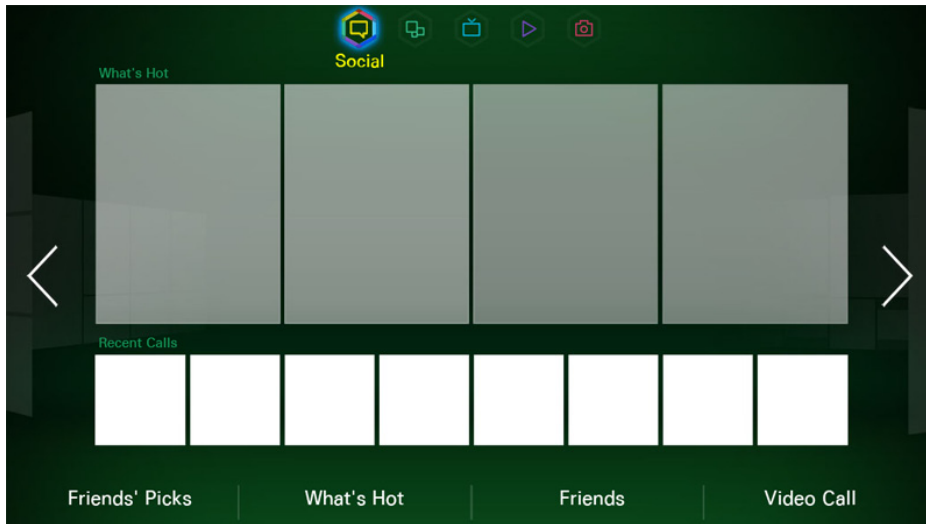 Social
What's Hot
Recent Calls
Friends' Picks
What's Hot
Friends
Video Call